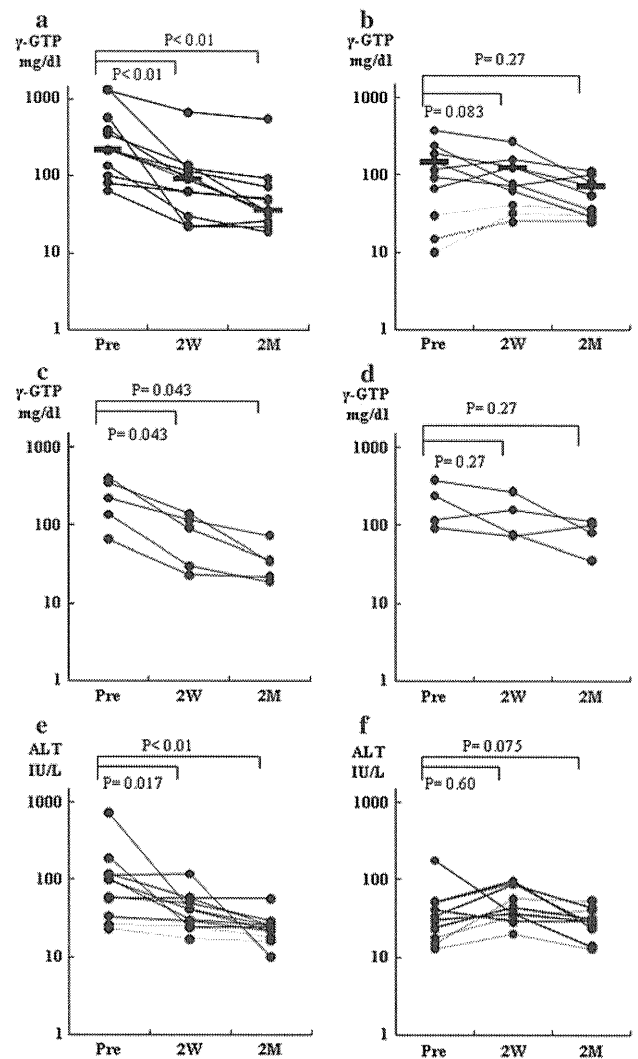 a
γ-GTP
mg/dl
P< 0.01
P< 0.01
1000
100
10
1
Pre 2W 2M
b
γ-GTP
mg/dl
P = 0.27
P = 0.083
1000
100
10
1
Pre 2W 2M
c
γ-GTP
mg/dl
P= 0.043
P= 0.043
1000
100
10
1
Pre 2W 2M
d
γ-GTP
mg/dl
P= 0.27
P= 0.27
1000
100
10
1
Pre 2W 2M
e
ALT
IU/L
P< 0.01
P= 0.017
1000
100
10
1
Pre 2W 2M
f
ALT
IU/L
P= 0.075
P= 0.60
1000
100
10
1
Pre 2W 2M